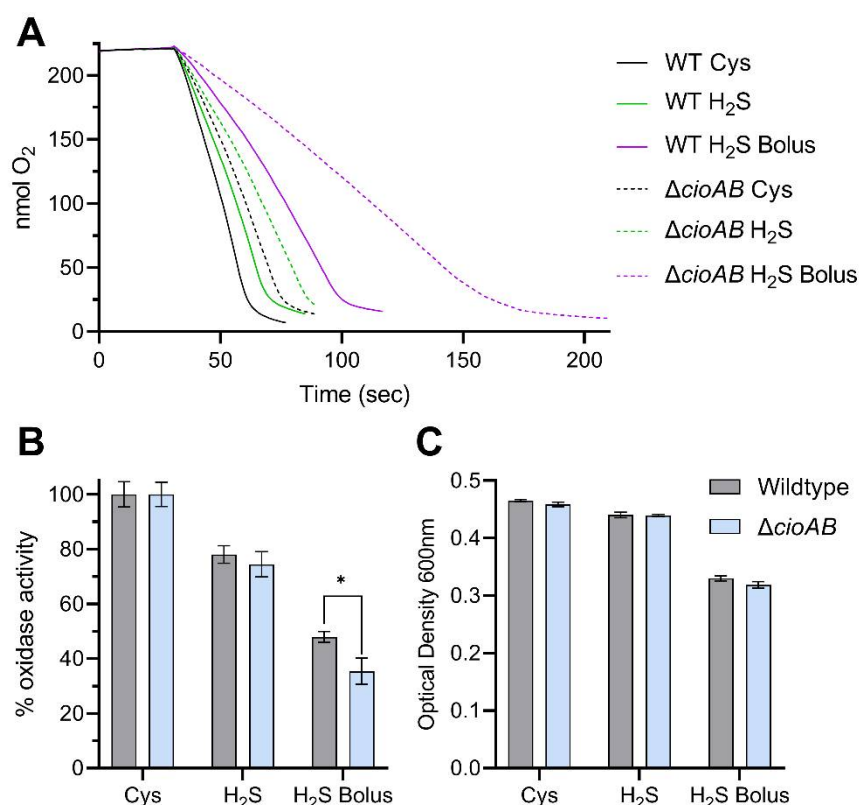 A
nmol O₂
200
150
100
50
0
0 50 100 150 200
Time (sec)
WT Cys
WT H₂S
WT H₂S Bolus
ΔcioAB Cys
ΔcioAB H₂S
ΔcioAB H₂S Bolus
B
% oxidase activity
100
80
60
40
20
0
*
Cys H₂S H₂S Bolus
C
Optical Density 600nm
0.5
0.4
0.3
0.2
0.1
0.0
Cys H₂S H₂S Bolus
Wildtype
ΔcioAB